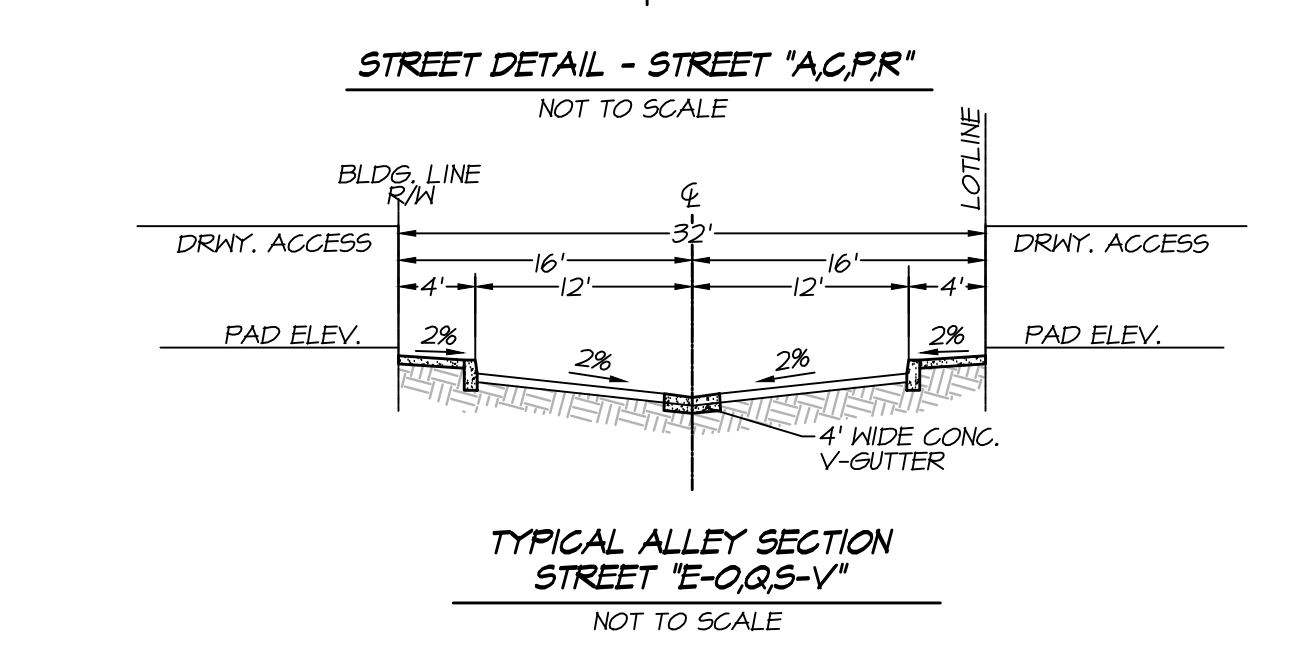 STREET DETAIL - STREET "A,C,P,R"
NOT TO SCALE
LOTLINE
BLDG. LINE
R/W
℄
32'
DRWY. ACCESS
DRWY. ACCESS
16'
16'
4'
12'
12'
4'
PAD ELEV.
2%
2%
PAD ELEV.
2%
2%
4' WIDE CONC.
V-GUTTER
TYPICAL ALLEY SECTION
STREET "E-O,Q,S-V"
NOT TO SCALE